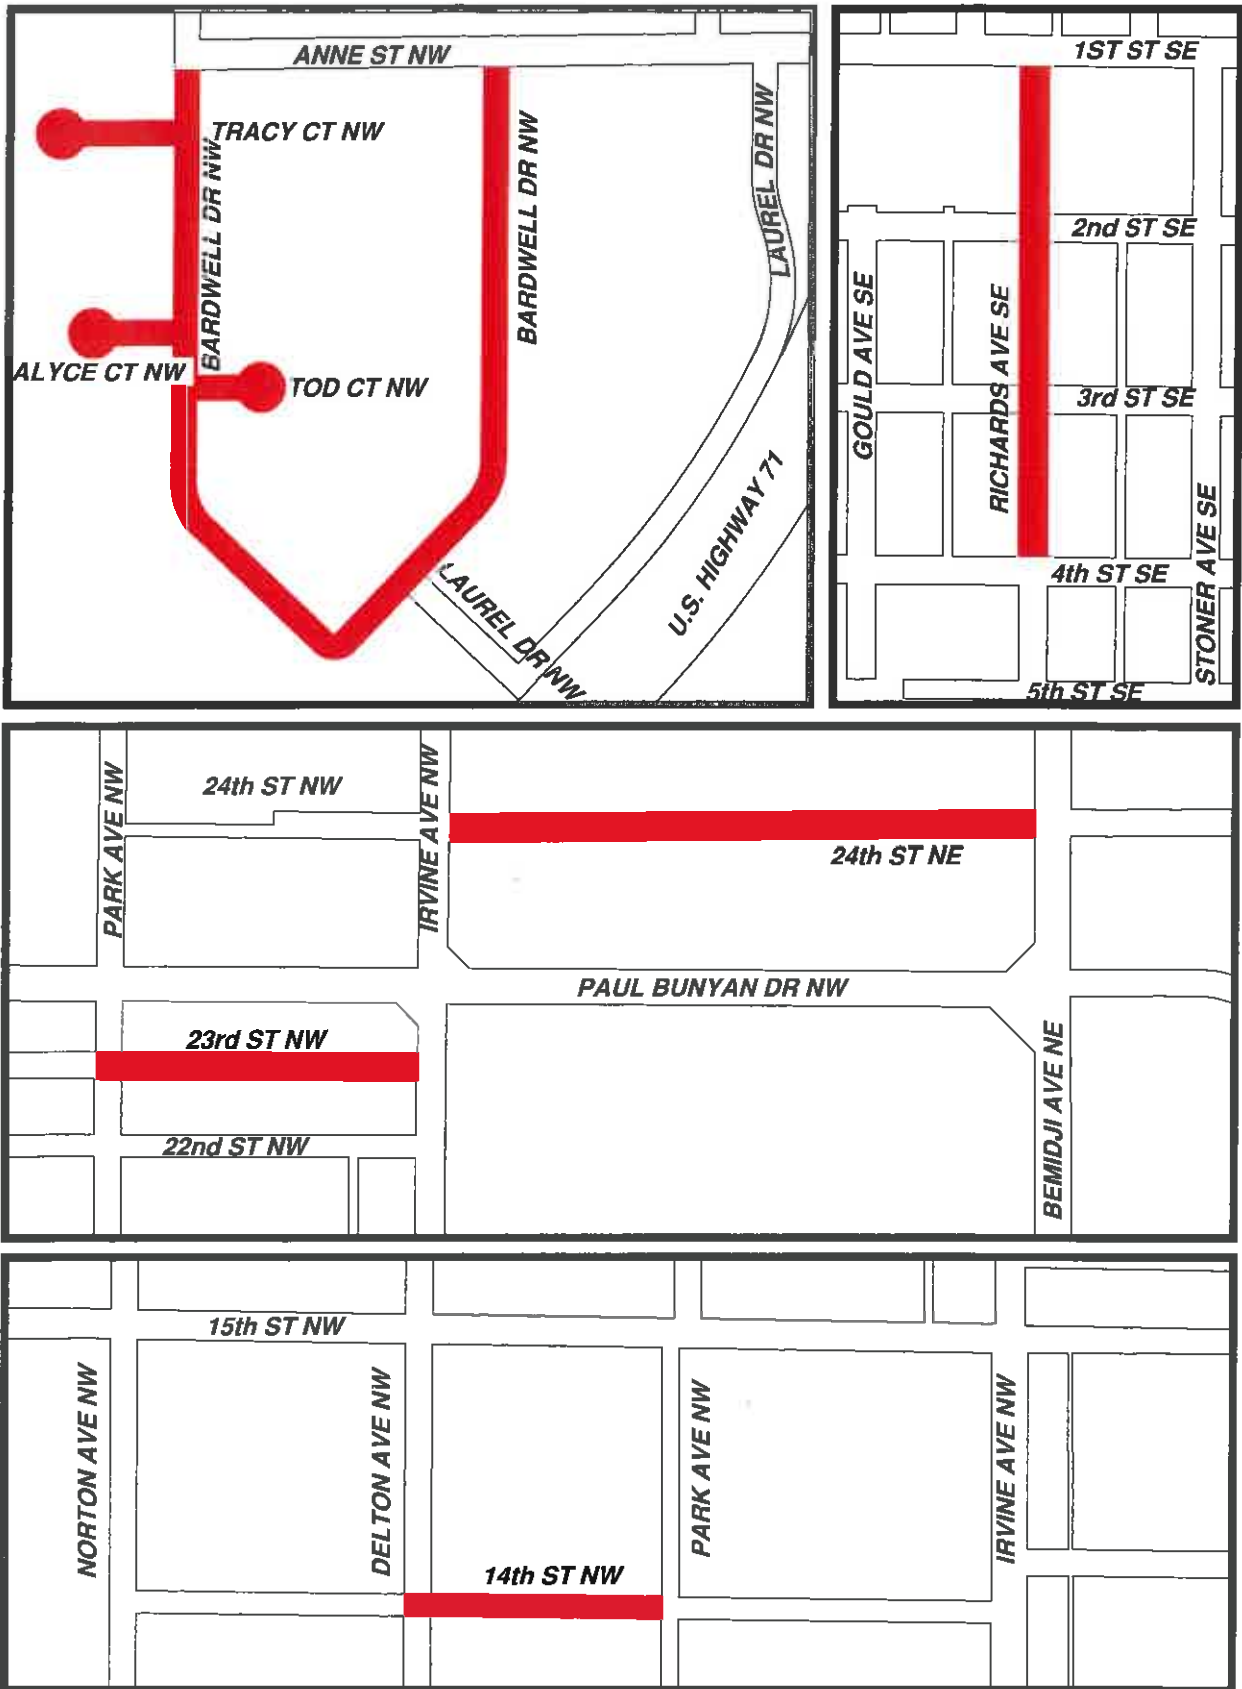 ANNE ST NW
TRACY CT NW
BARDWELL DR NW
BARDWELL DR NW
LAUREL DR NW
LAUREL DR NW
ALYCE CT NW
TOD CT NW
U.S. HIGHWAY 71
LAUREL DR NW
1ST ST SE
2nd ST SE
GOULD AVE SE
RICHARDS AVE SE
3rd ST SE
STONER AVE SE
4th ST SE
5th ST SE
PARK AVE NW
24th ST NW
IRVINE AVE NW
24th ST NE
PAUL BUNYAN DR NW
23rd ST NW
22nd ST NW
BEMIDJI AVE NE
15th ST NW
NORTON AVE NW
DELTON AVE NW
PARK AVE NW
IRVINE AVE NW
14th ST NW